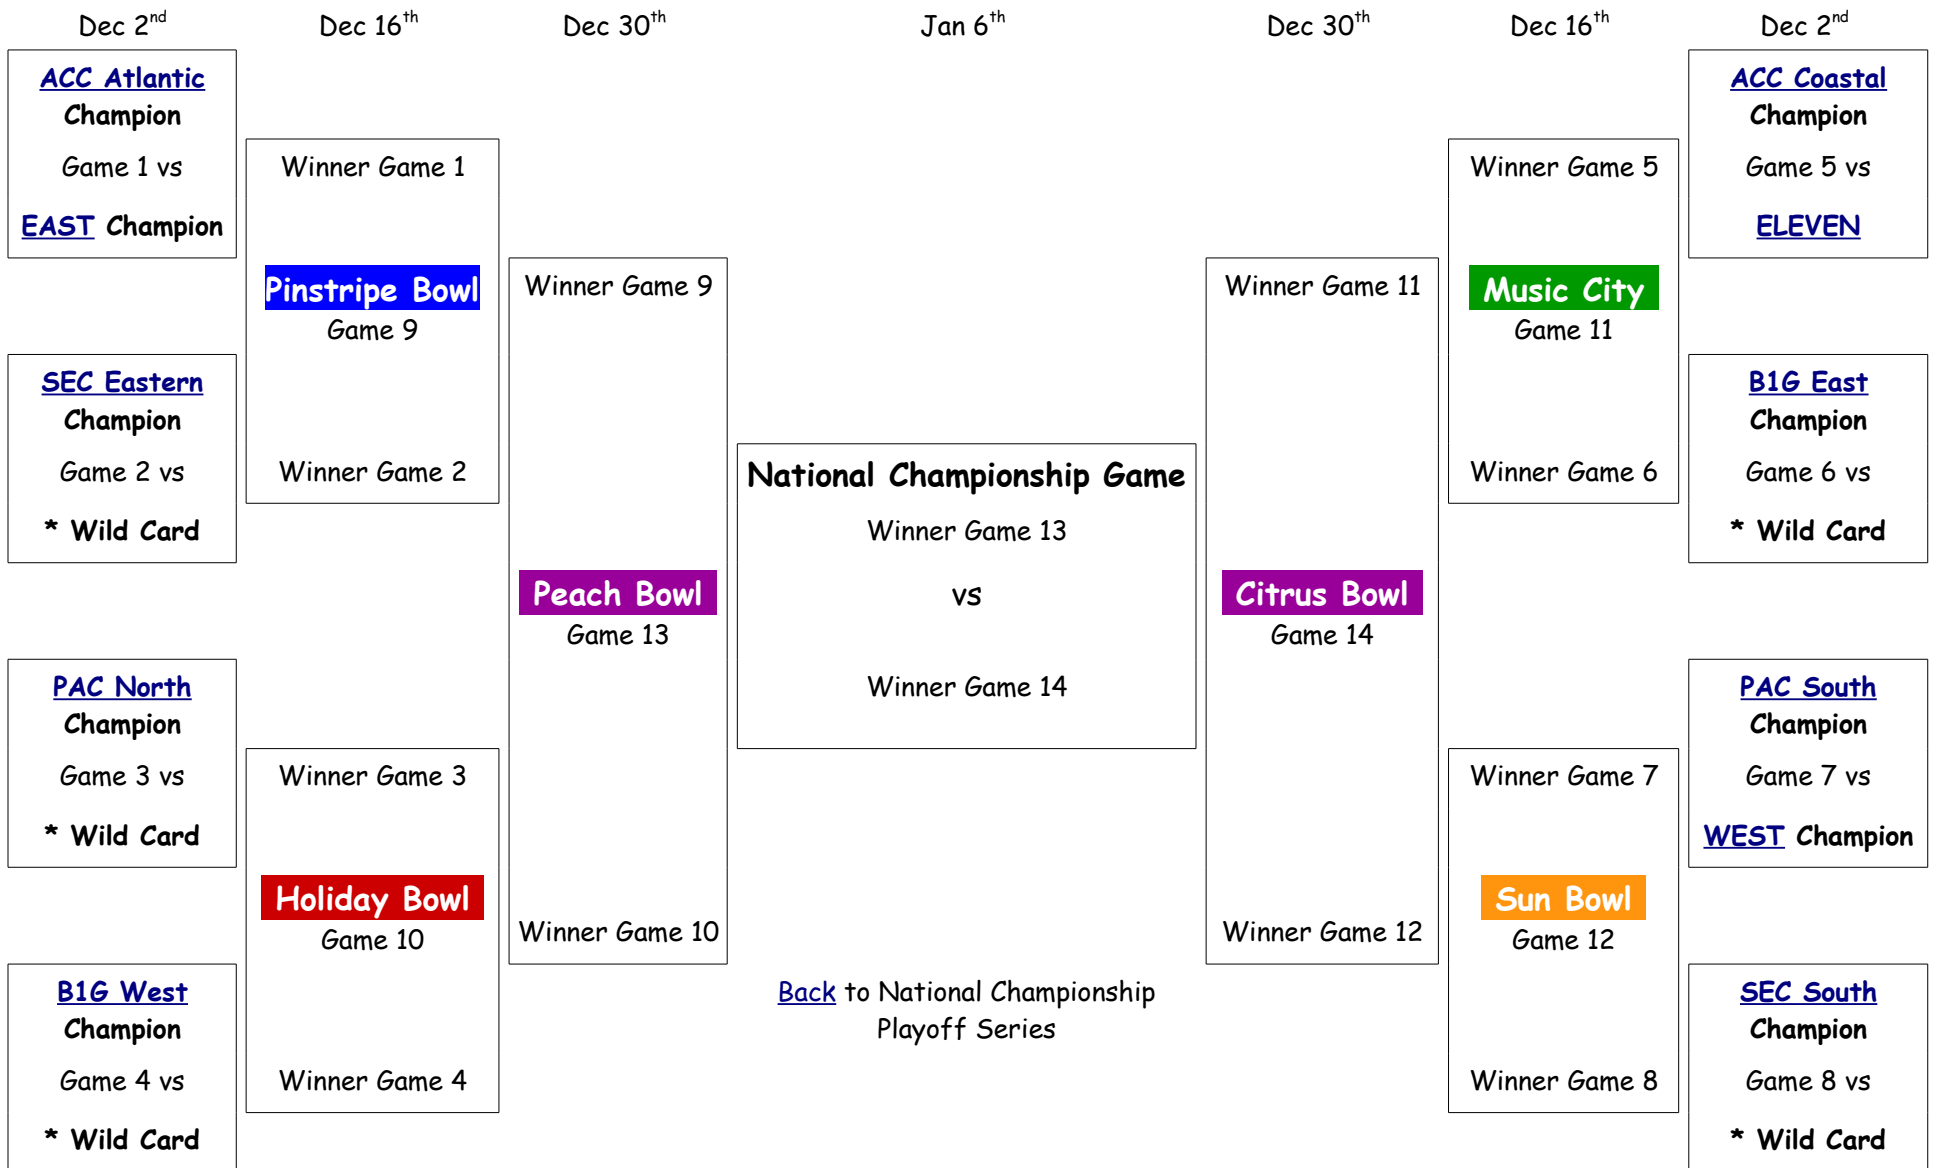 Dec 2nd
Dec 16th
Dec 30th
Jan 6th
Dec 30th
Dec 16th
Dec 2nd
ACC Atlantic
Champion
Game 1 vs
EAST Champion
SEC Eastern
Champion
Game 2 vs
* Wild Card
PAC North
Champion
Game 3 vs
* Wild Card
B1G West
Champion
Game 4 vs
* Wild Card
Winner Game 1
Pinstripe Bowl
Game 9
Winner Game 2
Winner Game 3
Holiday Bowl
Game 10
Winner Game 4
Winner Game 9
Peach Bowl
Game 13
Winner Game 10
National Championship Game
Winner Game 13
vs
Winner Game 14
Back to National Championship
Playoff Series
Winner Game 11
Citrus Bowl
Game 14
Winner Game 12
Winner Game 5
Music City
Game 11
Winner Game 6
Winner Game 7
Sun Bowl
Game 12
Winner Game 8
ACC Coastal
Champion
Game 5 vs
ELEVEN
B1G East
Champion
Game 6 vs
* Wild Card
PAC South
Champion
Game 7 vs
WEST Champion
SEC South
Champion
Game 8 vs
* Wild Card